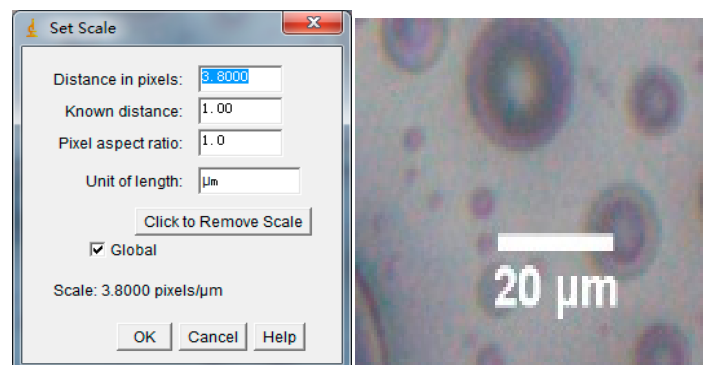 Set Scale
Distance in pixels: 3.8000
Known distance: 1.00
Pixel aspect ratio: 1.0
Unit of length: µm
Click to Remove Scale
Global
Scale: 3.8000 pixels/µm
OK Cancel Help
20 µm